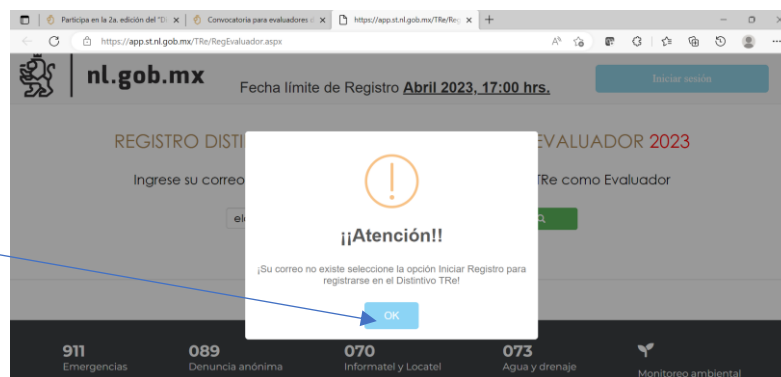 Participa en la 2a. edición del "Di
Convocatoria para evaluadores d
https://app.st.nl.gob.mx/TRe/Reg
https://app.st.nl.gob.mx/TRe/RegEvaluador.aspx
nl.gob.mx
Fecha límite de Registro Abril 2023, 17:00 hrs.
Iniciar sesión
REGISTRO DISTI EVALUADOR 2023
Ingrese su correo TRe como Evaluador
¡¡Atención!!
¡Su correo no existe seleccione la opción Iniciar Registro para
registrarse en el Distintivo TRe!
OK
911 089 070 073
Emergencias Denuncia anónima Informatel y Locatel Agua y drenaje Monitoreo ambiental